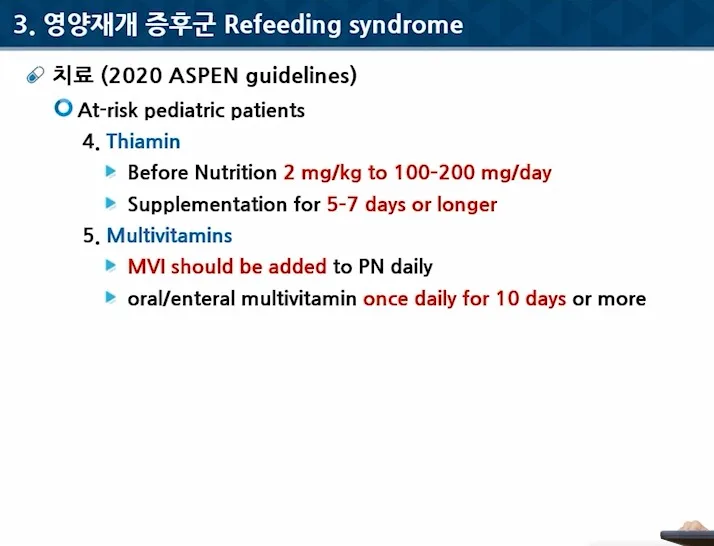 3. 영양재개 증후군 Refeeding syndrome
치료 (2020 ASPEN guidelines)
At-risk pediatric patients
4. Thiamin
Before Nutrition 2 mg/kg to 100-200 mg/day
Supplementation for 5-7 days or longer
5. Multivitamins
MVI should be added to PN daily
oral/enteral multivitamin once daily for 10 days or more